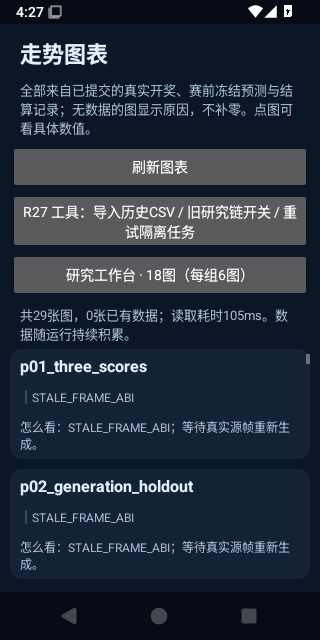 4:27
走势图表
全部来自已提交的真实开奖、赛前冻结预测与结
算记录；无数据的图显示原因，不补零。点图可
看具体数值。
刷新图表
R27 工具：导入历史CSV / 旧研究链开关 / 重
试隔离任务
研究工作台 · 18图（每组6图）
共29张图，0张已有数据；读取耗时105ms。数
据随运行持续积累。
p01_three_scores
｜STALE_FRAME_ABI
怎么看：STALE_FRAME_ABI；等待真实源帧重新生
成。
p02_generation_holdout
｜STALE_FRAME_ABI
怎么看：STALE_FRAME_ABI；等待真实源帧重新生
成。